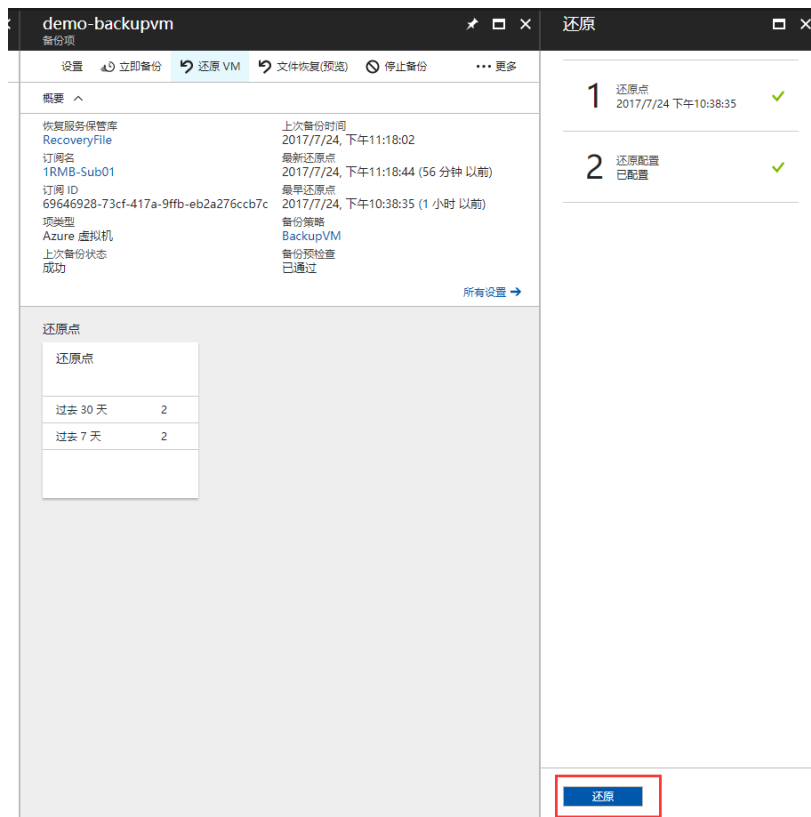 demo-backupvm
备份项
设置 立即备份 还原 VM 文件恢复(预览) 停止备份 ••• 更多
概要
恢复服务保管库
RecoveryFile
订阅名
1RMB-Sub01
订阅 ID
69646928-73cf-417a-9ffb-eb2a276ccb7c
项类型
Azure 虚拟机
上次备份状态
成功
上次备份时间
2017/7/24, 下午11:18:02
最新还原点
2017/7/24, 下午11:18:44 (56 分钟 以前)
最早还原点
2017/7/24, 下午10:38:35 (1 小时 以前)
备份策略
BackupVM
备份预检查
已通过
所有设置
还原点
还原点
过去 30 天 2
过去 7 天 2
还原
1 还原点
2017/7/24 下午10:38:35
2 还原配置
已配置
还原